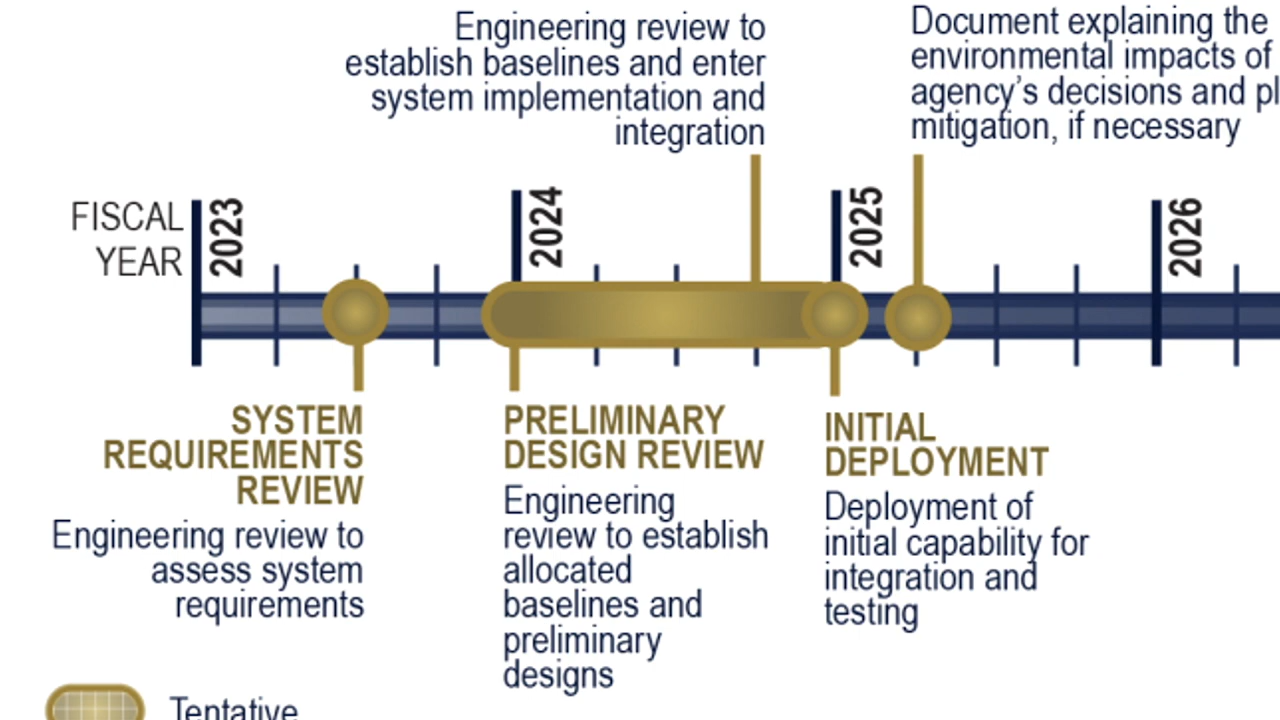 Engineering review to
establish baselines and enter
system implementation and
integration
Document explaining the
environmental impacts of
agency's decisions and
mitigation, if necessary
FISCAL
YEAR
2023
2024
2025
2026
SYSTEM
REQUIREMENTS
REVIEW
Engineering review to
assess system
requirements
PRELIMINARY
DESIGN REVIEW
Engineering
review to establish
allocated
baselines and
preliminary
designs
INITIAL
DEPLOYMENT
Deployment of
initial capability for
integration and
testing
Tentative